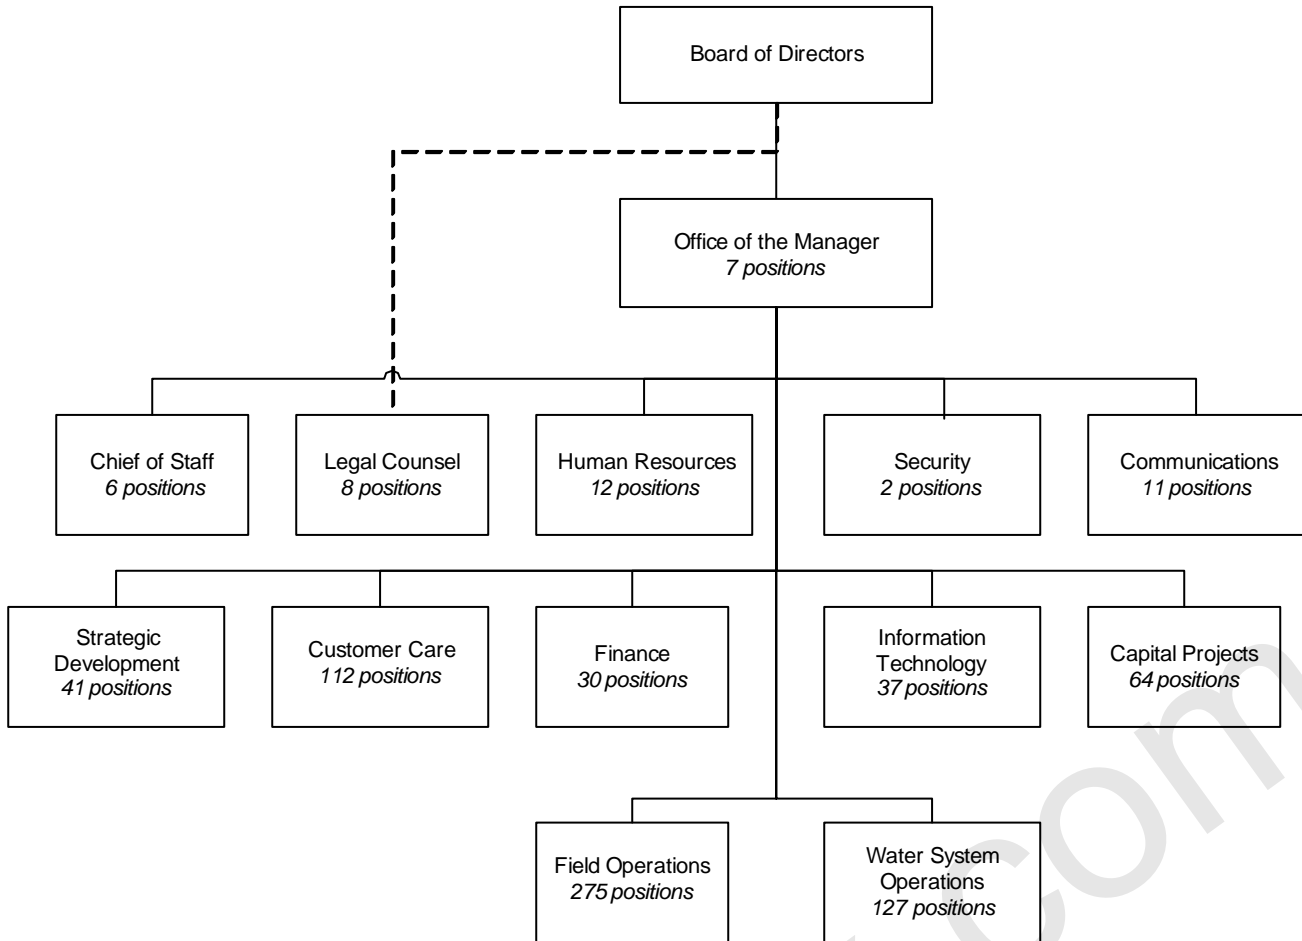 Board of Directors
Office of the Manager
7 positions
Chief of Staff
6 positions
Legal Counsel
8 positions
Human Resources
12 positions
Security
2 positions
Communications
11 positions
Strategic
Development
41 positions
Customer Care
112 positions
Finance
30 positions
Information
Technology
37 positions
Capital Projects
64 positions
Field Operations
275 positions
Water System
Operations
127 positions
.com